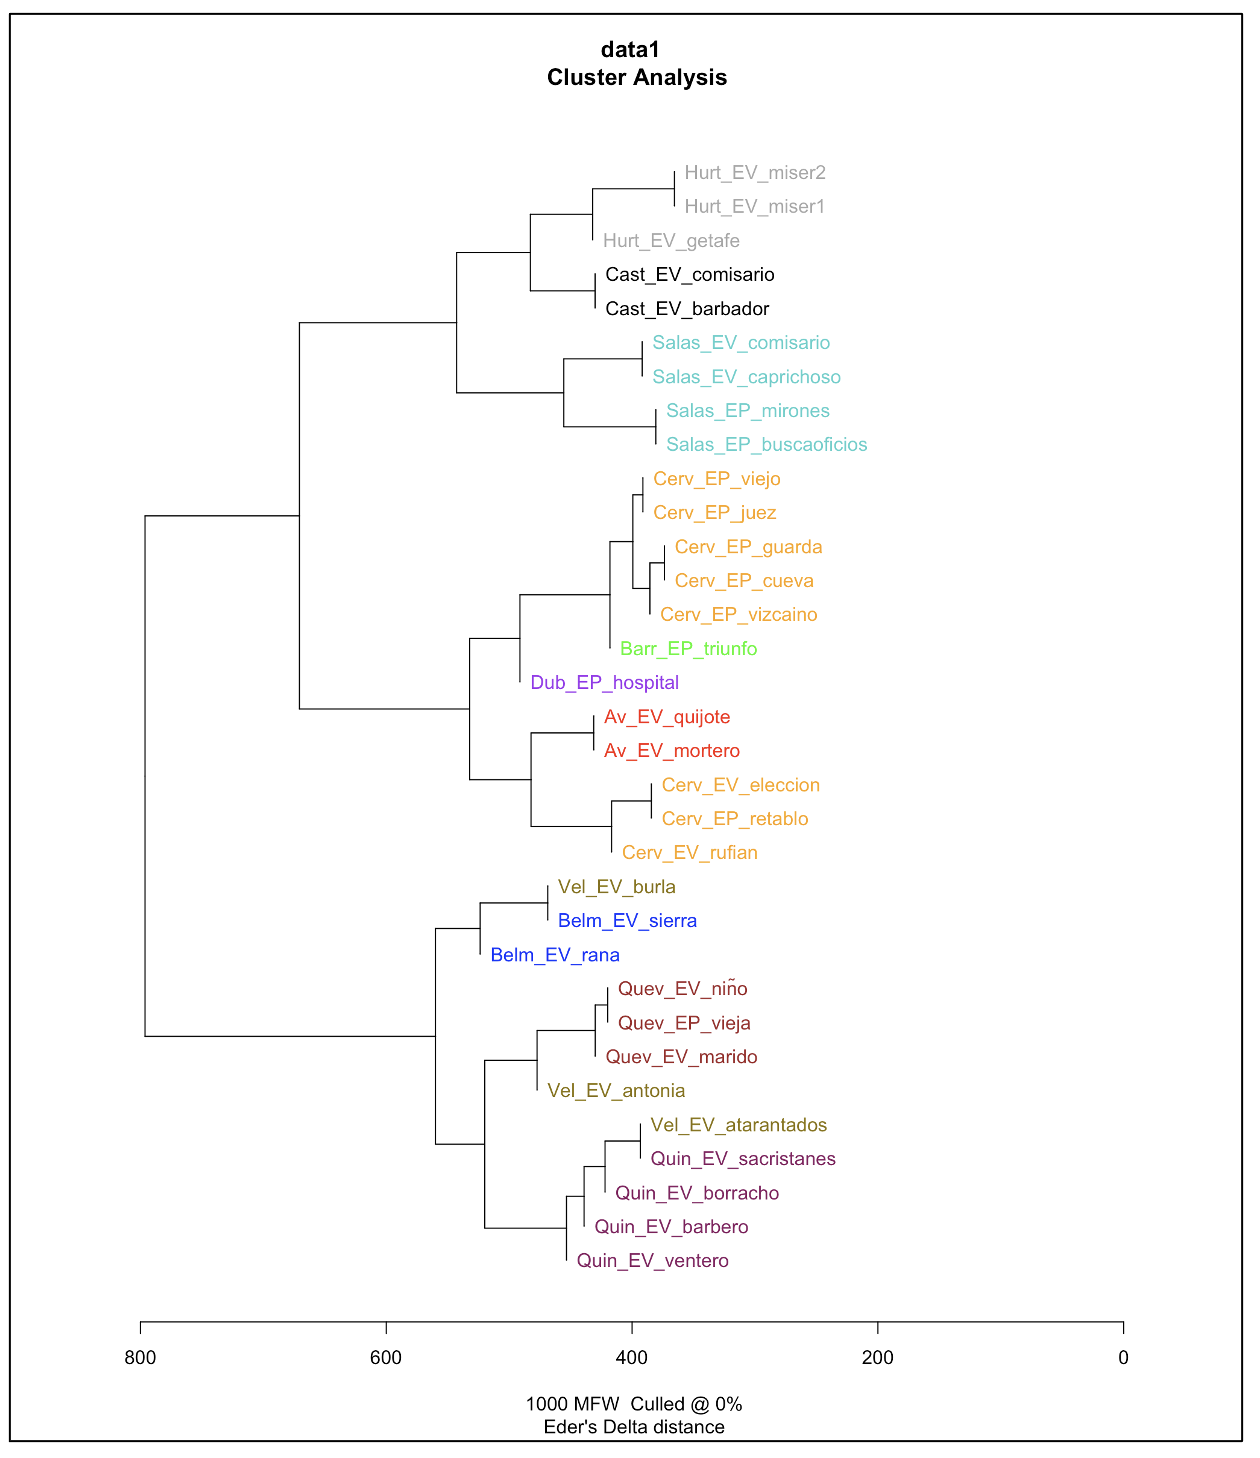 data1
Cluster Analysis
Hurt_EV_miser2
Hurt_EV_miser1
Hurt_EV_getafe
Cast_EV_comisario
Cast_EV_barbador
Salas_EV_comisario
Salas_EV_caprichoso
Salas_EP_mirones
Salas_EP_buscaoficios
Cerv_EP_viejo
Cerv_EP_juez
Cerv_EP_guarda
Cerv_EP_cueva
Cerv_EP_vizcaino
Barr_EP_triunfo
Dub_EP_hospital
Av_EV_quijote
Av_EV_mortero
Cerv_EV_eleccion
Cerv_EP_retablo
Cerv_EV_rufian
Vel_EV_burla
Belm_EV_sierra
Belm_EV_rana
Quev_EV_niño
Quev_EP_vieja
Quev_EV_marido
Vel_EV_antonia
Vel_EV_atarantados
Quin_EV_sacristanes
Quin_EV_borracho
Quin_EV_barbero
Quin_EV_ventero
800 600 400 200 0
1000 MFW Culled @ 0%
Eder's Delta distance